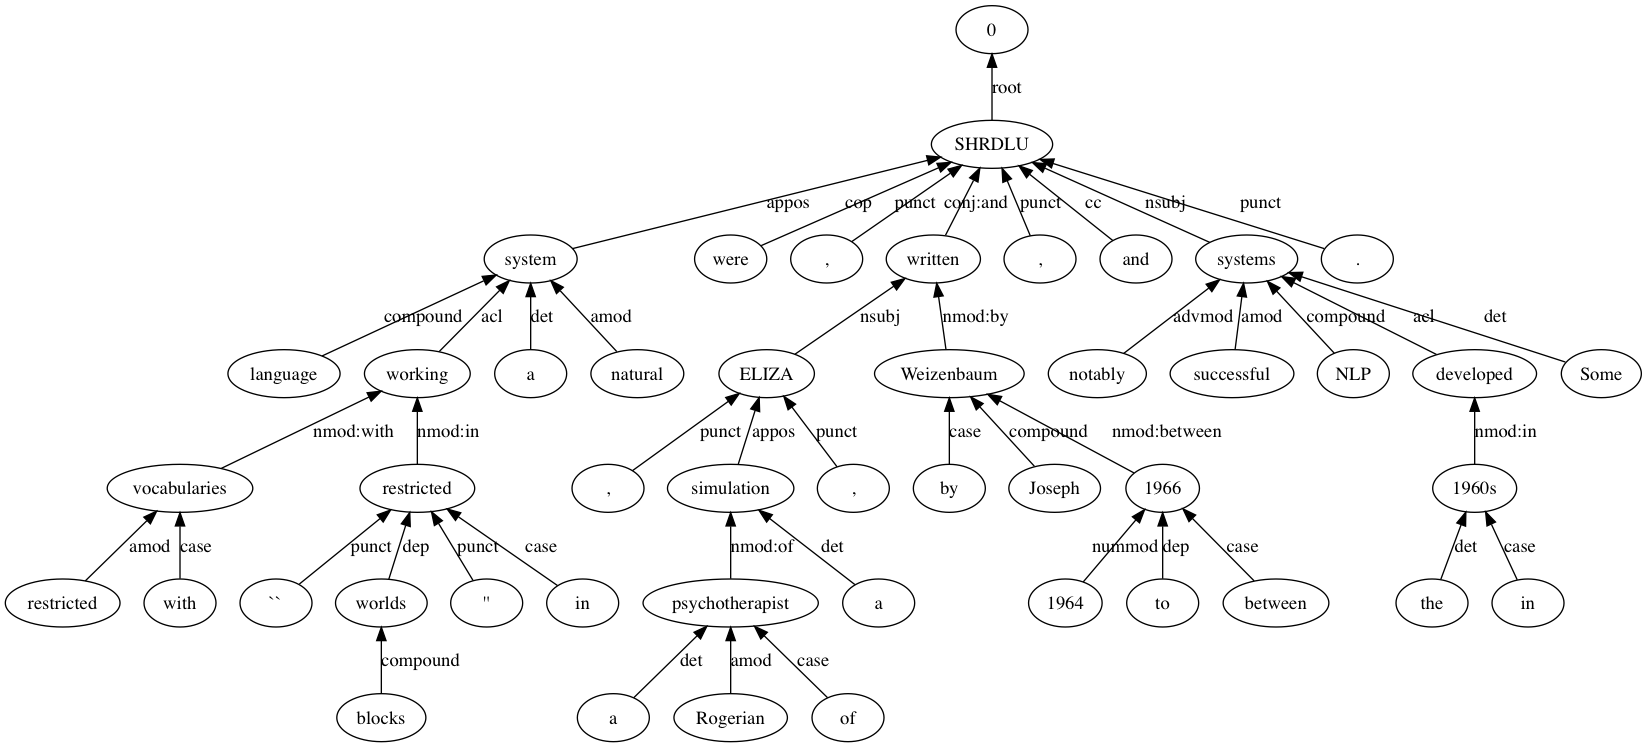 0
root
SHRDLU
appos cop punct conj:and punct cc nsubj punct
system were , written , and systems .
compound acl det amod nsubj nmod:by advmod amod compound acl det
language working a natural ELIZA Weizenbaum notably successful NLP developed Some
nmod:with nmod:in punct appos punct case compound nmod:between nmod:in
vocabularies restricted , simulation , by Joseph 1966 1960s
amod case punct dep punct case nmod:of det nummod dep case det case
restricted with `` worlds '' in psychotherapist a 1964 to between the in
compound det amod case
blocks a Rogerian of